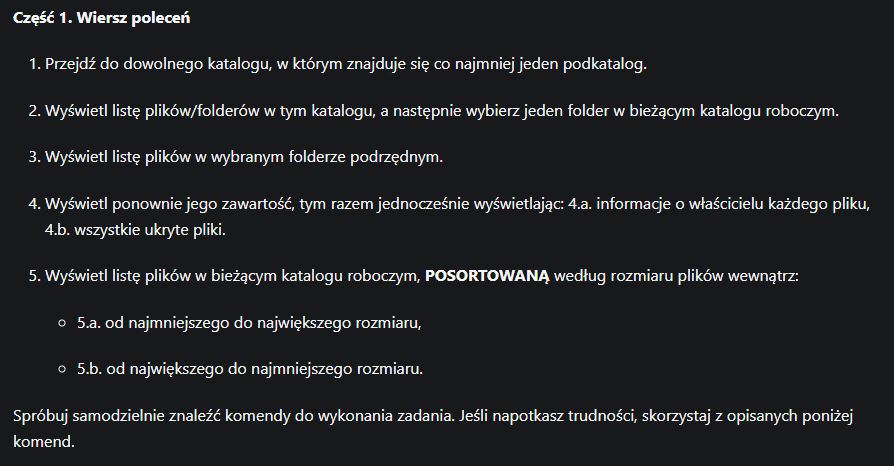 Część 1. Wiersz poleceń
1. Przejdź do dowolnego katalogu, w którym znajduje się co najmniej jeden podkatalog.
2. Wyświetl listę plików/folderów w tym katalogu, a następnie wybierz jeden folder w bieżącym katalogu roboczym.
3. Wyświetl listę plików w wybranym folderze podrzędnym.
4. Wyświetl ponownie jego zawartość, tym razem jednocześnie wyświetlając: 4.a. informacje o właścicielu każdego pliku,
4.b. wszystkie ukryte pliki.
5. Wyświetl listę plików w bieżącym katalogu roboczym, POSORTOWANĄ według rozmiaru plików wewnątrz:
◦ 5.a. od najmniejszego do największego rozmiaru,
◦ 5.b. od największego do najmniejszego rozmiaru.
Spróbuj samodzielnie znaleźć komendy do wykonania zadania. Jeśli napotkasz trudności, skorzystaj z opisanych poniżej
komend.